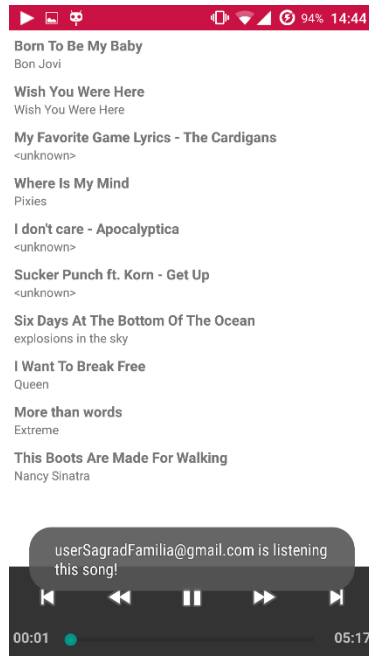 94% 14:44
Born To Be My Baby
Bon Jovi
Wish You Were Here
Wish You Were Here
My Favorite Game Lyrics - The Cardigans
<unknown>
Where Is My Mind
Pixies
I don't care - Apocalyptica
<unknown>
Sucker Punch ft. Korn - Get Up
<unknown>
Six Days At The Bottom Of The Ocean
explosions in the sky
I Want To Break Free
Queen
More than words
Extreme
This Boots Are Made For Walking
Nancy Sinatra
userSagradFamilia@gmail.com is listening
this song!
00:01 05:17